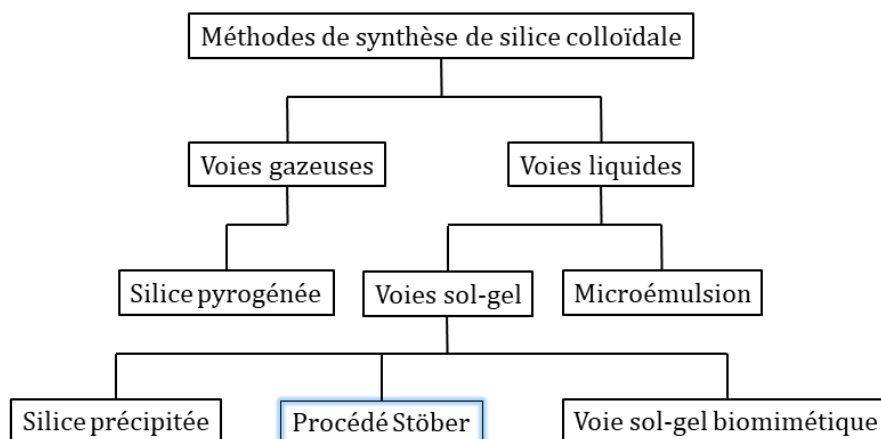 Méthodes de synthèse de silice colloïdale
Voies gazeuses
Voies liquides
Silice pyrogénée
Voies sol-gel
Microémulsion
Silice précipitée
Procédé Stöber
Voie sol-gel biomimétique